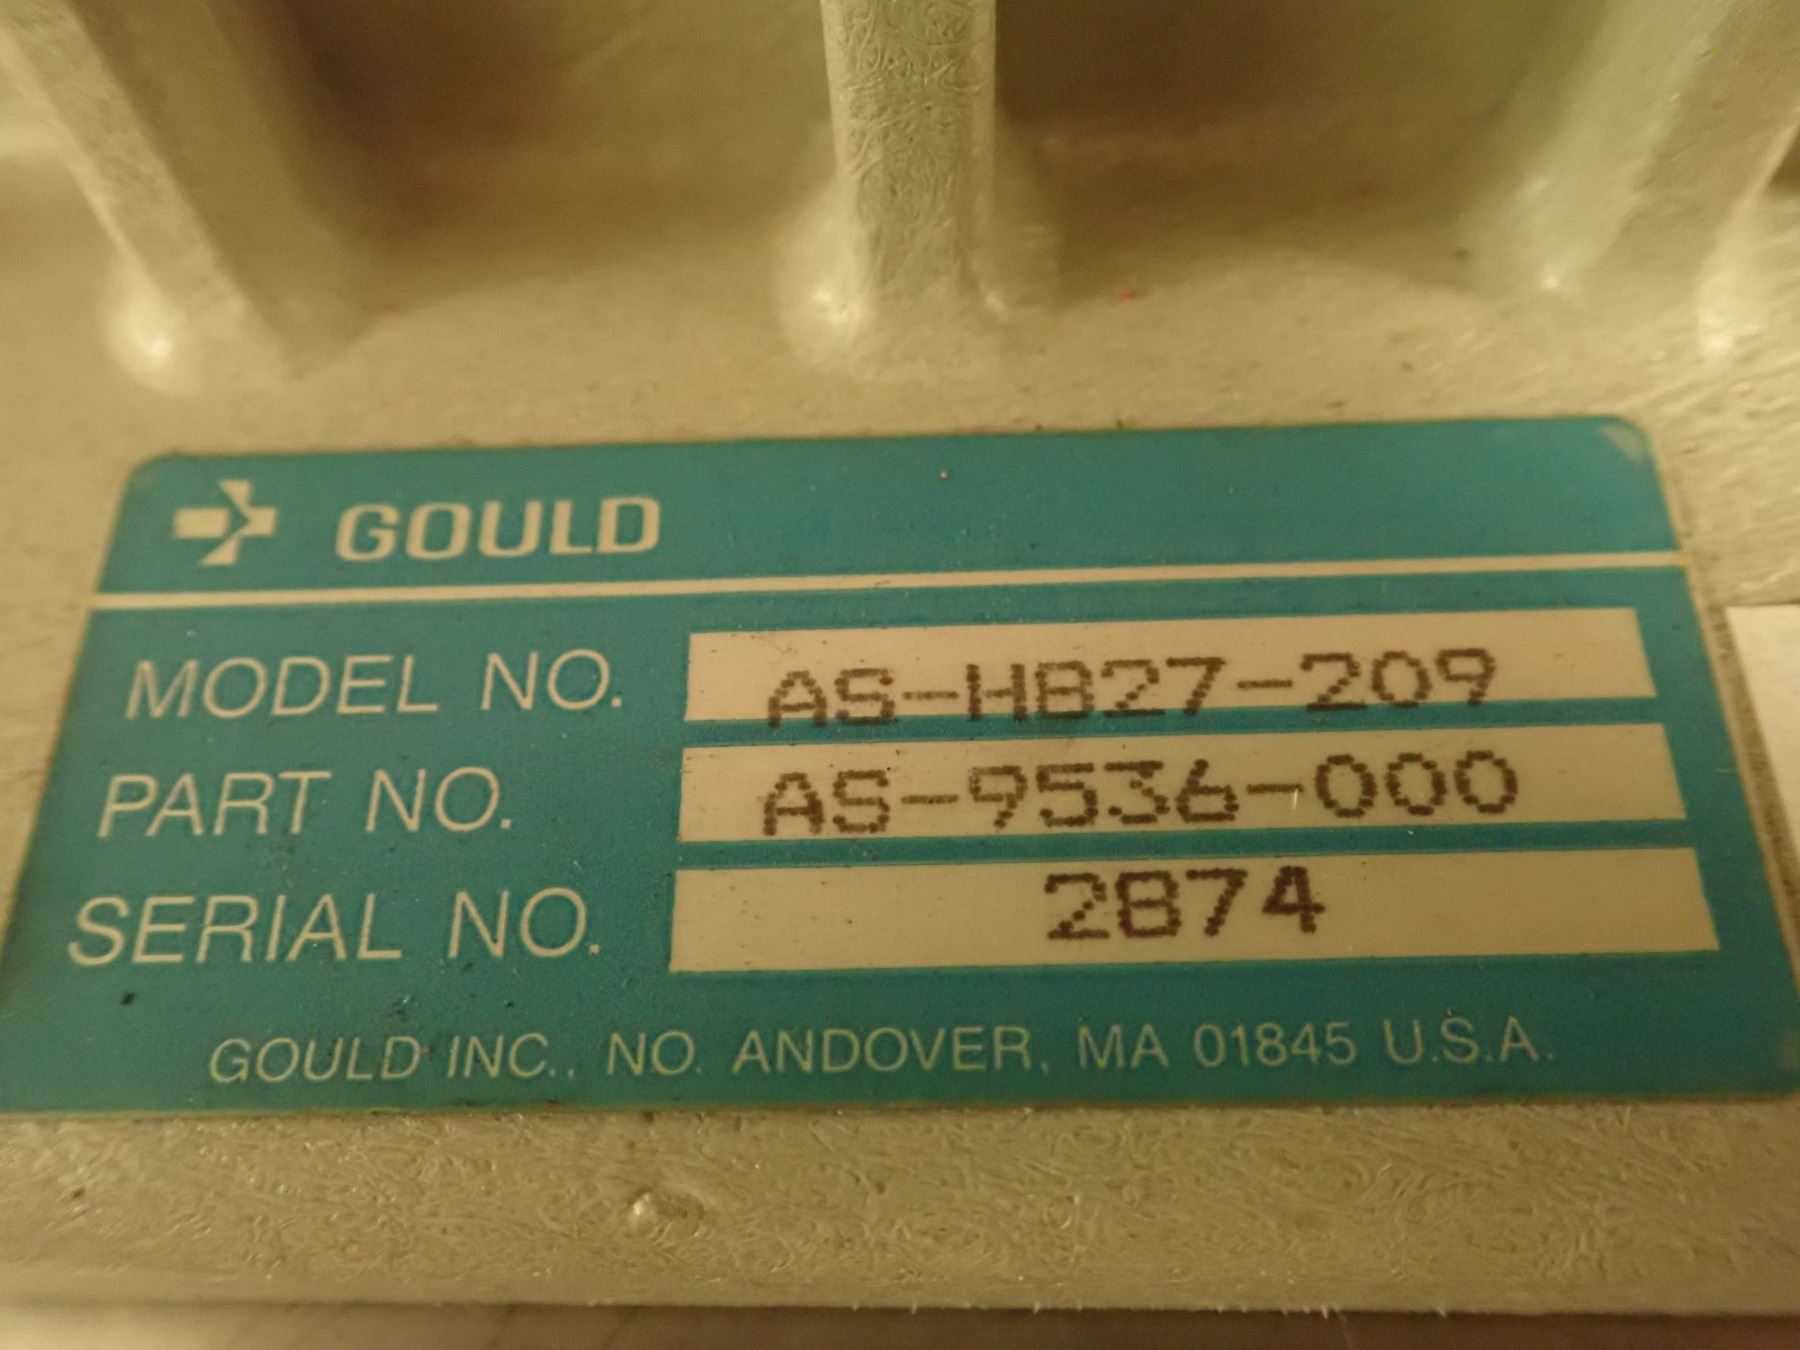 GOULD
MODEL NO. AS-HB27-209
PART NO. AS-9536-000
SERIAL NO. 2874
GOULD INC., NO. ANDOVER, MA 01845 U.S.A.